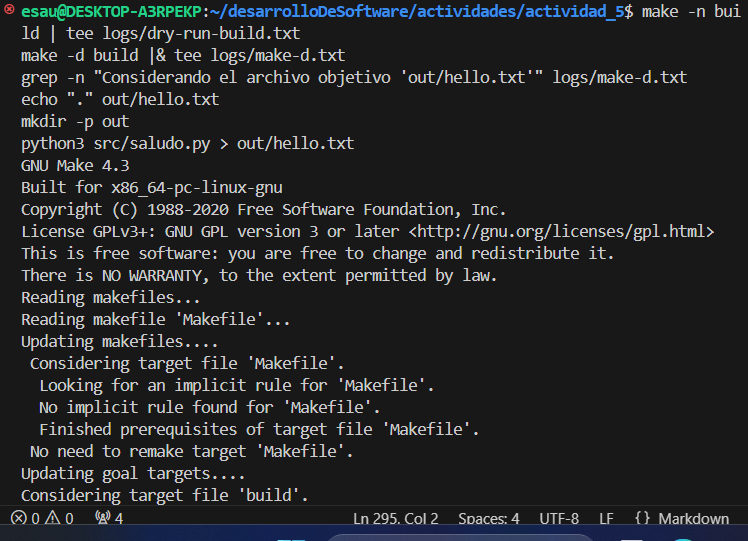 esau@DESKTOP-A3RPEKP:~/desarrolloDeSoftware/actividades/actividad_5$ make -n bui
ld | tee logs/dry-run-build.txt
make -d build |& tee logs/make-d.txt
grep -n "Considerando el archivo objetivo 'out/hello.txt'" logs/make-d.txt
echo "." out/hello.txt
mkdir -p out
python3 src/saludo.py > out/hello.txt
GNU Make 4.3
Built for x86_64-pc-linux-gnu
Copyright (C) 1988-2020 Free Software Foundation, Inc.
License GPLv3+: GNU GPL version 3 or later <http://gnu.org/licenses/gpl.html>
This is free software: you are free to change and redistribute it.
There is NO WARRANTY, to the extent permitted by law.
Reading makefiles...
Reading makefile 'Makefile'...
Updating makefiles....
 Considering target file 'Makefile'.
  Looking for an implicit rule for 'Makefile'.
  No implicit rule found for 'Makefile'.
  Finished prerequisites of target file 'Makefile'.
 No need to remake target 'Makefile'.
Updating goal targets....
Considering target file 'build'.
0 0 4 Ln 295, Col 2 Spaces: 4 UTF-8 LF {} Markdown